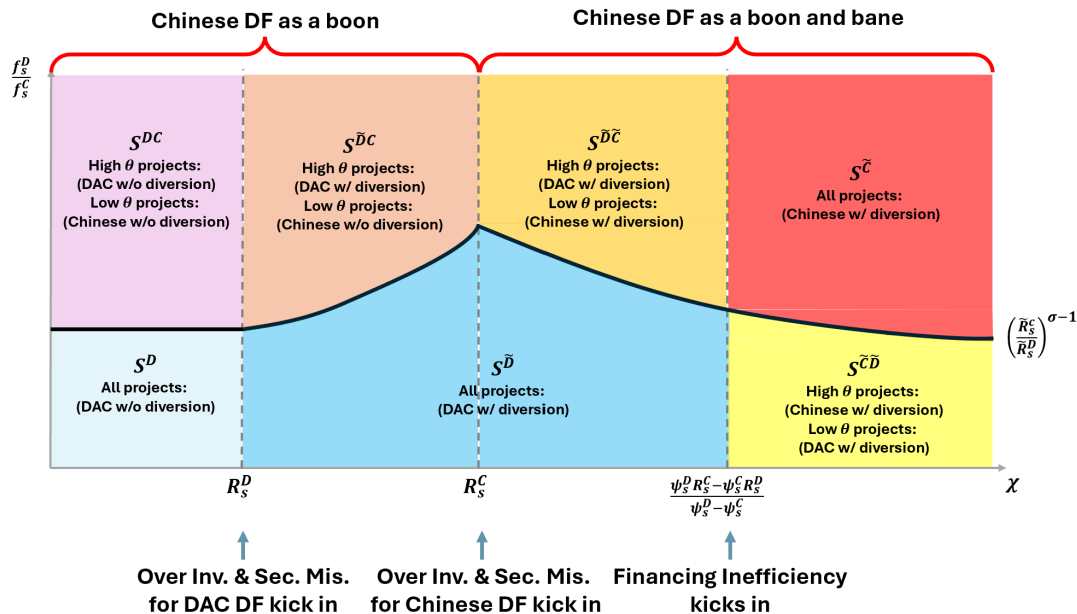 Chinese DF as a boon
Chinese DF as a boon and bane
f_s^D / f_s^C
S^{DC}
High θ projects:
(DAC w/o diversion)
Low θ projects:
(Chinese w/o diversion)
S^{D̃C}
High θ projects:
(DAC w/ diversion)
Low θ projects:
(Chinese w/o diversion)
S^{D̃C̃}
High θ projects:
(DAC w/ diversion)
Low θ projects:
(Chinese w/ diversion)
S^{C̃}
All projects:
(Chinese w/ diversion)
(R̃_s^c / R̃_s^D)^{σ−1}
S^D
All projects:
(DAC w/o diversion)
S^{D̃}
All projects:
(DAC w/ diversion)
S^{C̃D̃}
High θ projects:
(Chinese w/ diversion)
Low θ projects:
(DAC w/ diversion)
R_s^D
R_s^C
(ψ_s^D R_s^C − ψ_s^C R_s^D) / (ψ_s^D − ψ_s^C)
χ
Over Inv. & Sec. Mis.
for DAC DF kick in
Over Inv. & Sec. Mis.
for Chinese DF kick in
Financing Inefficiency
kicks in